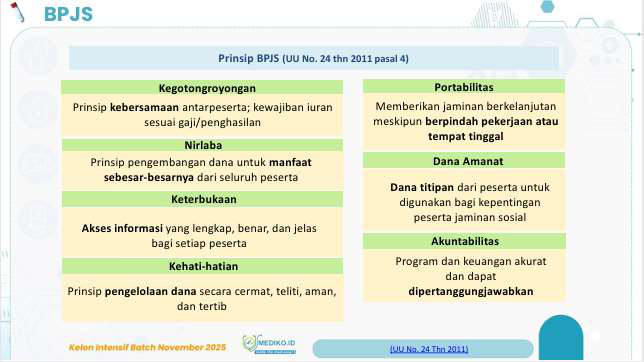 BPJS
Prinsip BPJS (UU No. 24 thn 2011 pasal 4)
Kegotongroyongan
Prinsip kebersamaan antarpeserta; kewajiban iuran
sesuai gaji/penghasilan
Nirlaba
Prinsip pengembangan dana untuk manfaat
sebesar-besarnya dari seluruh peserta
Keterbukaan
Akses informasi yang lengkap, benar, dan jelas
bagi setiap peserta
Kehati-hatian
Prinsip pengelolaan dana secara cermat, teliti, aman,
dan tertib
Portabilitas
Memberikan jaminan berkelanjutan
meskipun berpindah pekerjaan atau
tempat tinggal
Dana Amanat
Dana titipan dari peserta untuk
digunakan bagi kepentingan
peserta jaminan sosial
Akuntabilitas
Program dan keuangan akurat
dan dapat
dipertanggungjawabkan
Kelon Intensif Batch November 2025
MEDIKO.ID
(UU No. 24 Thn 2011)